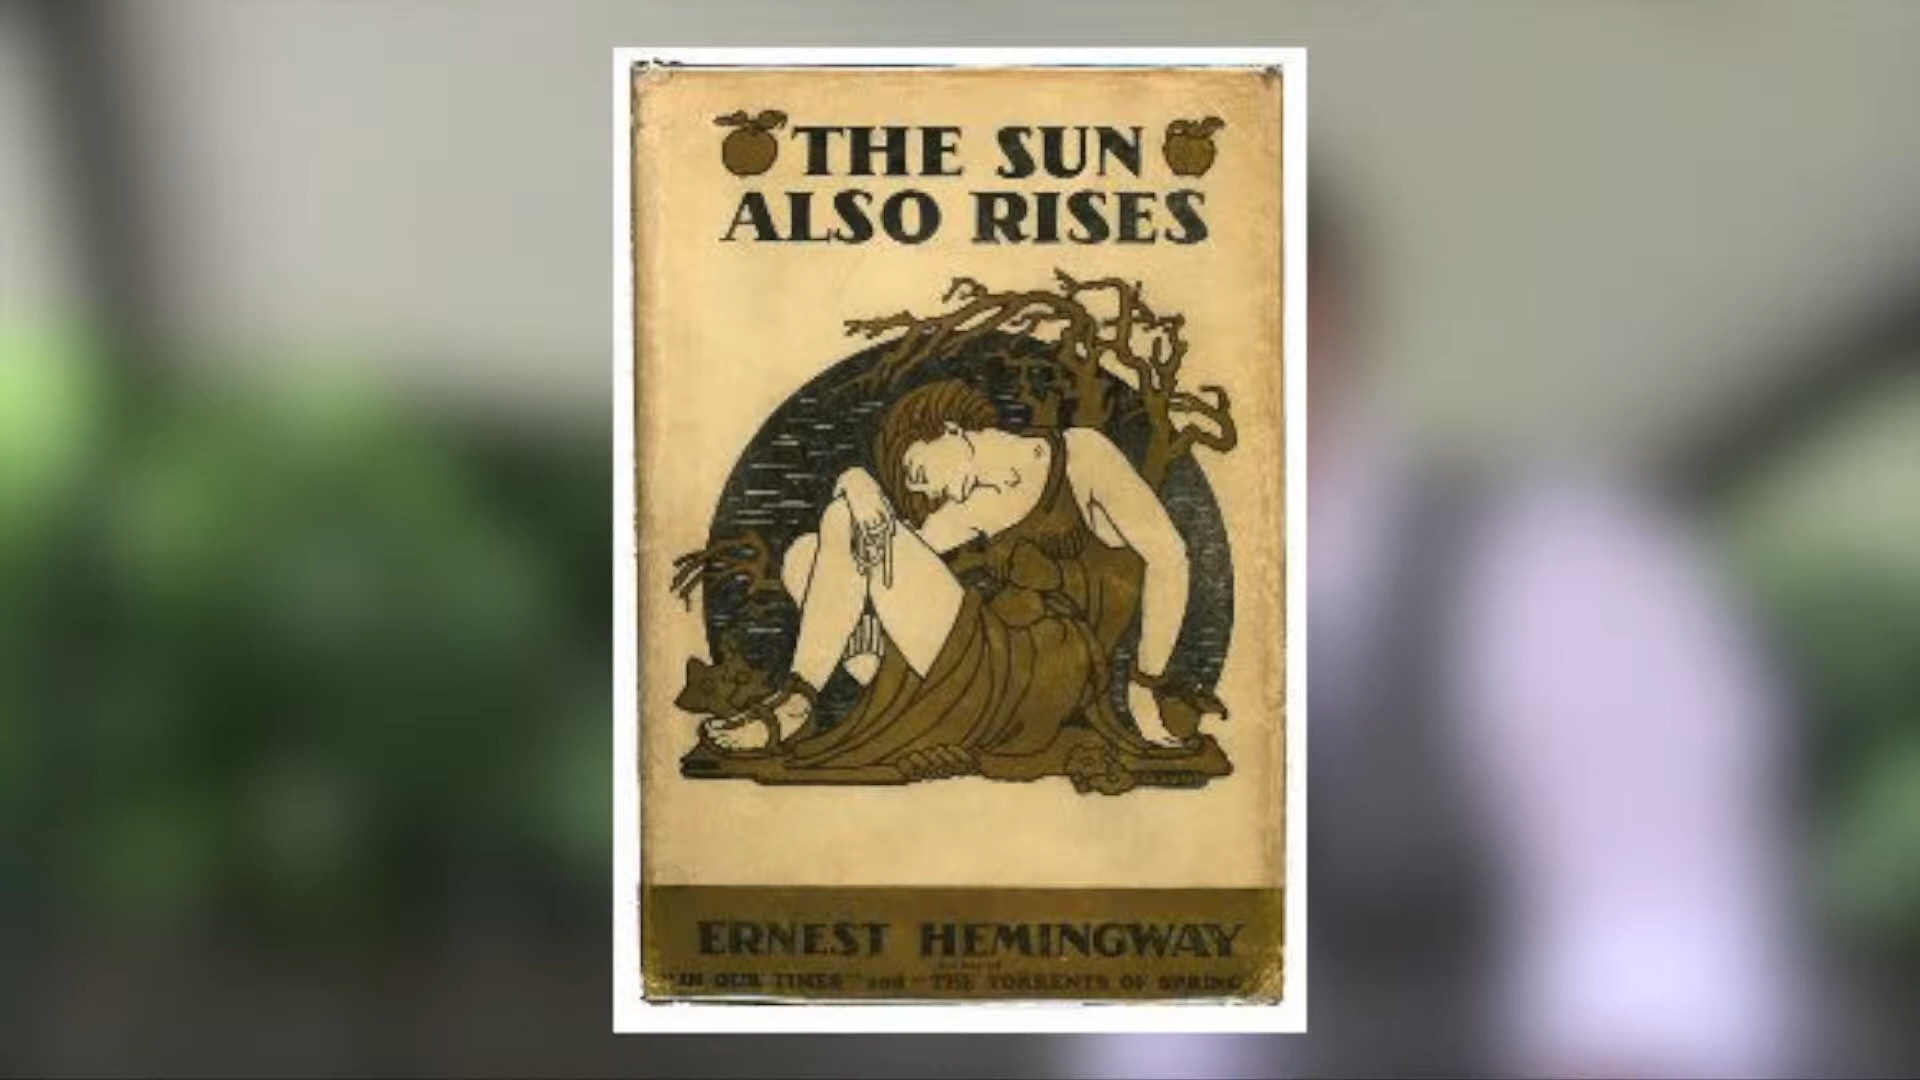 THE SUN
ALSO RISES
ERNEST HEMINGWAY
"IN OUR TIMES" and "THE TORRENTS OF SPRING